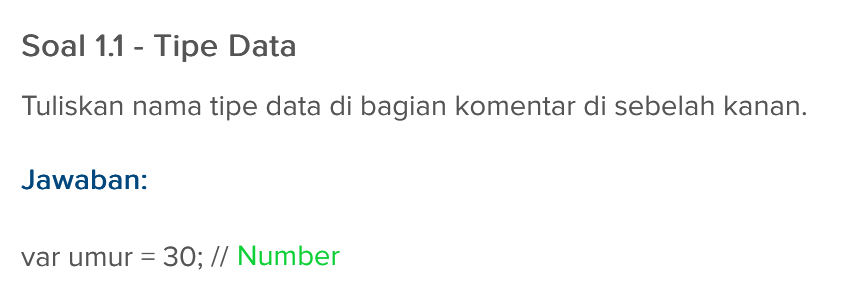 Soal 1.1 - Tipe Data
Tuliskan nama tipe data di bagian komentar di sebelah kanan.
Jawaban:
var umur = 30; // Number